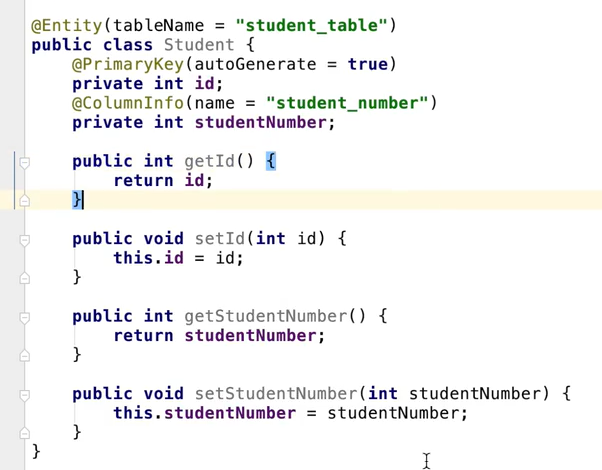 @Entity(tableName = "student_table")
public class Student {
    @PrimaryKey(autoGenerate = true)
    private int id;
    @ColumnInfo(name = "student_number")
    private int studentNumber;

    public int getId() {
        return id;
    }

    public void setId(int id) {
        this.id = id;
    }

    public int getStudentNumber() {
        return studentNumber;
    }

    public void setStudentNumber(int studentNumber) {
        this.studentNumber = studentNumber;
    }
}